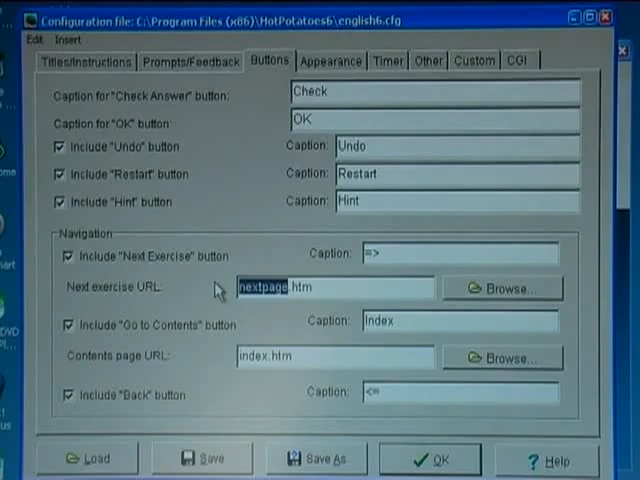 Configuration file: C:\Program Files (x86)\HotPotatoes6\english6.cfg
Edit Insert
Titles/Instructions Prompts/Feedback Buttons Appearance Timer Other Custom CGI
Caption for "Check Answer" button: Check
Caption for "OK" button: OK
Include "Undo" button Caption: Undo
Include "Restart" button Caption: Restart
Include "Hint" button Caption: Hint
Navigation
Include "Next Exercise" button Caption: =>
Next exercise URL: nextpage.htm Browse...
Include "Go to Contents" button Caption: Index
Contents page URL: index.htm Browse...
Include "Back" button Caption: <=
Load Save Save As OK Help
DVD